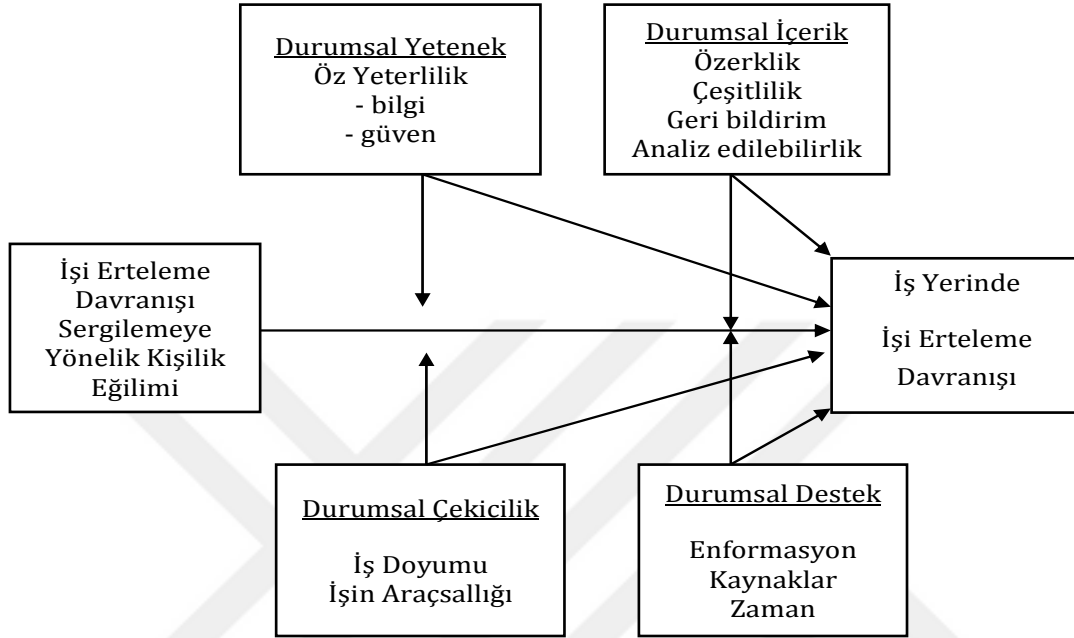 Durumsal Yetenek
Öz Yeterlilik
- bilgi
- güven
Durumsal İçerik
Özerklik
Çeşitlilik
Geri bildirim
Analiz edilebilirlik
İşi Erteleme
Davranışı
Sergilemeye
Yönelik Kişilik
Eğilimi
İş Yerinde
İşi Erteleme
Davranışı
Durumsal Çekicilik
İş Doyumu
İşin Araçsallığı
Durumsal Destek
Enformasyon
Kaynaklar
Zaman